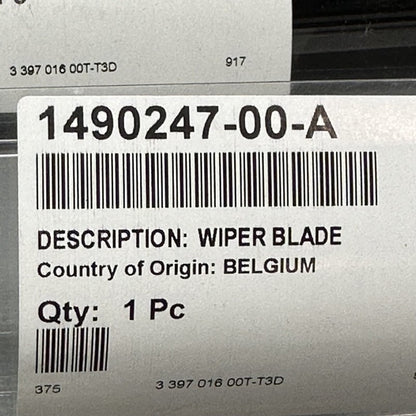 3 397 016 00T-T3D 917
1490247-00-A
DESCRIPTION: WIPER BLADE
Country of Origin: BELGIUM
Qty: 1 Pc
375 3 397 016 00T-T3D